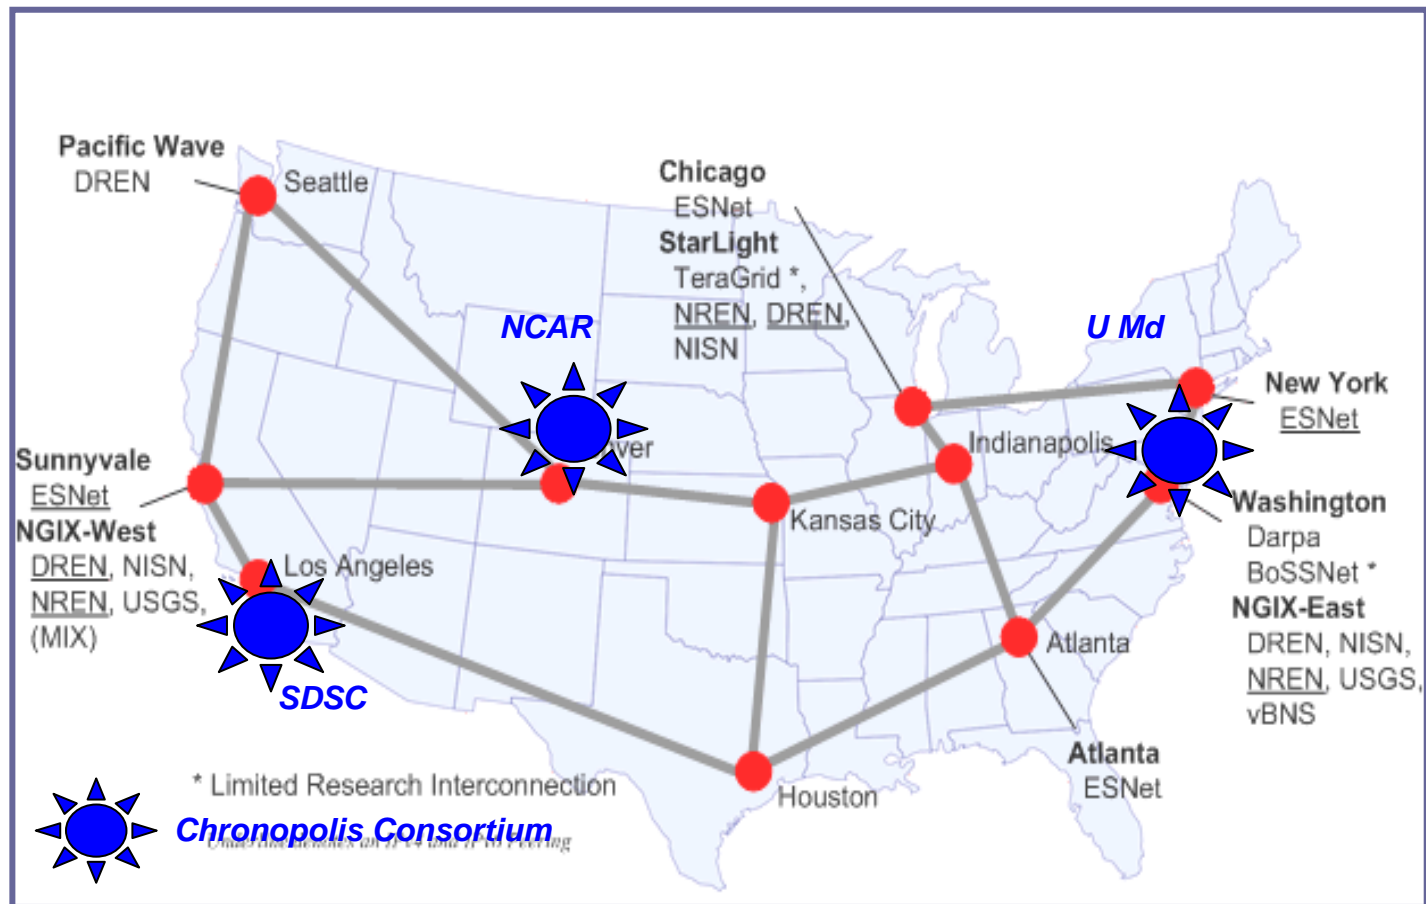 Pacific Wave
DREN
Seattle
Chicago
ESNet
StarLight
TeraGrid *,
NREN, DREN,
NISN
NCAR
U Md
New York
ESNet
Indianapolis
Sunnyvale
ESNet
NGIX-West
DREN, NISN,
NREN, USGS,
(MIX)
Kansas City
Los Angeles
Washington
Darpa
BoSSNet *
NGIX-East
DREN, NISN,
NREN, USGS,
vBNS
Atlanta
SDSC
Atlanta
ESNet
Houston
* Limited Research Interconnection
Chronopolis Consortium